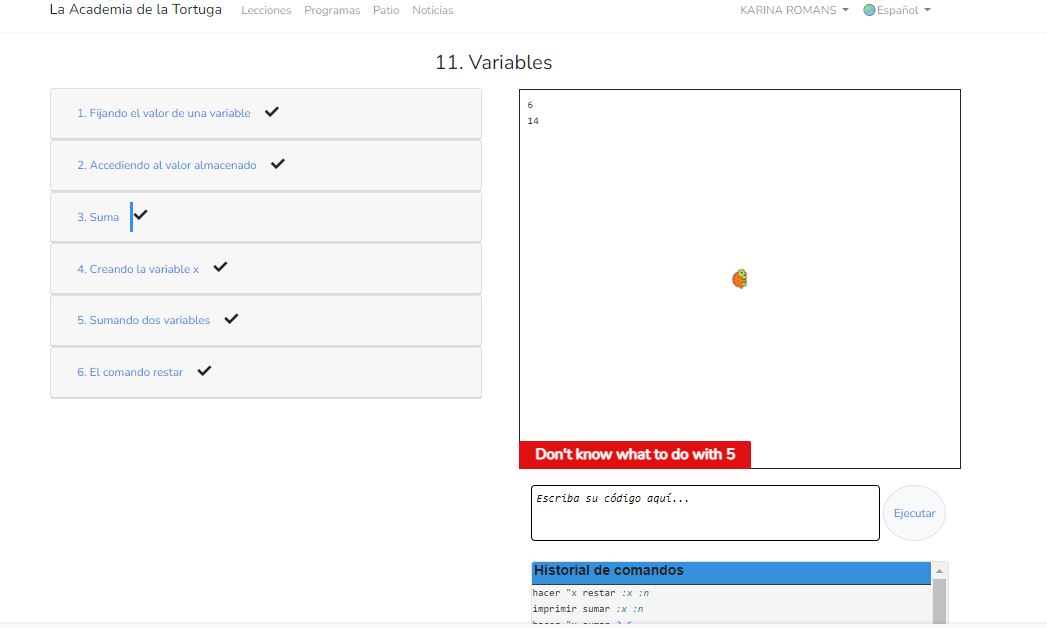 La Academia de la Tortuga Lecciones Programas Patio Noticias KARINA ROMANS Español
11. Variables
1. Fijando el valor de una variable
2. Accediendo al valor almacenado
3. Suma
4. Creando la variable x
5. Sumando dos variables
6. El comando restar
6
14
Don't know what to do with 5
Escriba su código aquí...
Ejecutar
Historial de comandos
hacer "x restar :x :n
imprimir sumar :x :n